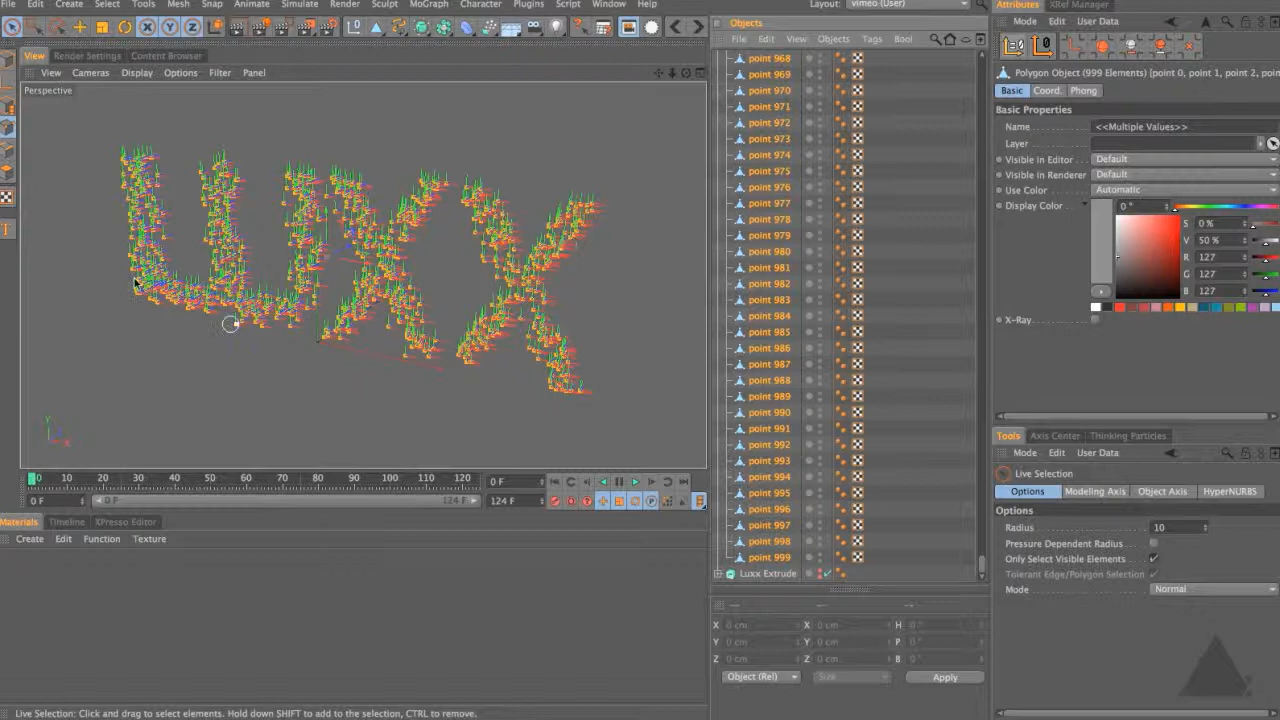 File Edit Create Select Tools Mesh Snap Animate Simulate Render Sculpt MoGraph Character Plugins Script Window Help
Layout: vimeo (User)
View Render Settings Content Browser
View Cameras Display Options Filter Panel
Perspective
Y
X
0 10 20 30 40 50 60 70 80 90 100 110 120
0 F
0 F 0 F 124 F 124 F
Materials Timeline XPresso Editor
Create Edit Function Texture
Live Selection: Click and drag to select elements. Hold down SHIFT to add to the selection, CTRL to remove.
Objects
File Edit View Objects Tags Bool
point 968
point 969
point 970
point 971
point 972
point 973
point 974
point 975
point 976
point 977
point 978
point 979
point 980
point 981
point 982
point 983
point 984
point 985
point 986
point 987
point 988
point 989
point 990
point 991
point 992
point 993
point 994
point 995
point 996
point 997
point 998
point 999
Luxx Extrude
X 0 cm X 0 cm H 0 °
Y 0 cm Y 0 cm P 0 °
Z 0 cm Z 0 cm B 0 °
Object (Rel) Size Apply
Attributes XRef Manager
Mode Edit User Data
Polygon Object (999 Elements) [point 0, point 1, point 2, poin
Basic Coord. Phong
Basic Properties
Name <<Multiple Values>>
Layer
Visible in Editor Default
Visible in Renderer Default
Use Color Automatic
Display Color 0 °
S 0 %
V 50 %
R 127
G 127
B 127
X-Ray
Tools Axis Center Thinking Particles
Mode Edit User Data
Live Selection
Options Modeling Axis Object Axis HyperNURBS
Options
Radius 10
Pressure Dependent Radius
Only Select Visible Elements
Tolerant Edge/Polygon Selection
Mode Normal